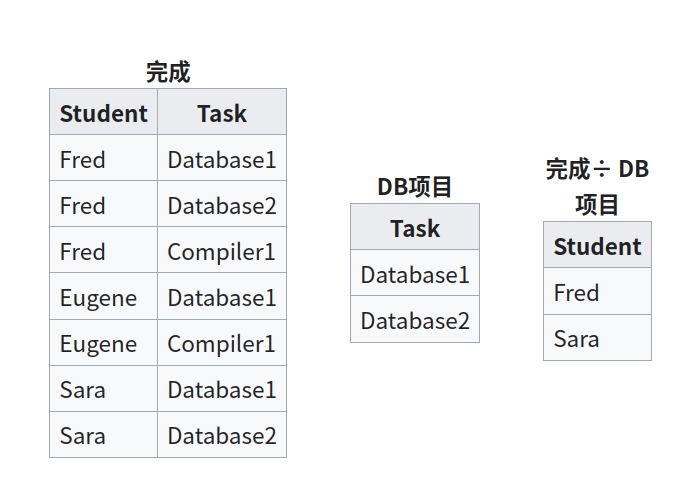 完成
Student Task
Fred Database1
Fred Database2
Fred Compiler1
Eugene Database1
Eugene Compiler1
Sara Database1
Sara Database2
DB项目
Task
Database1
Database2
完成÷ DB
项目
Student
Fred
Sara